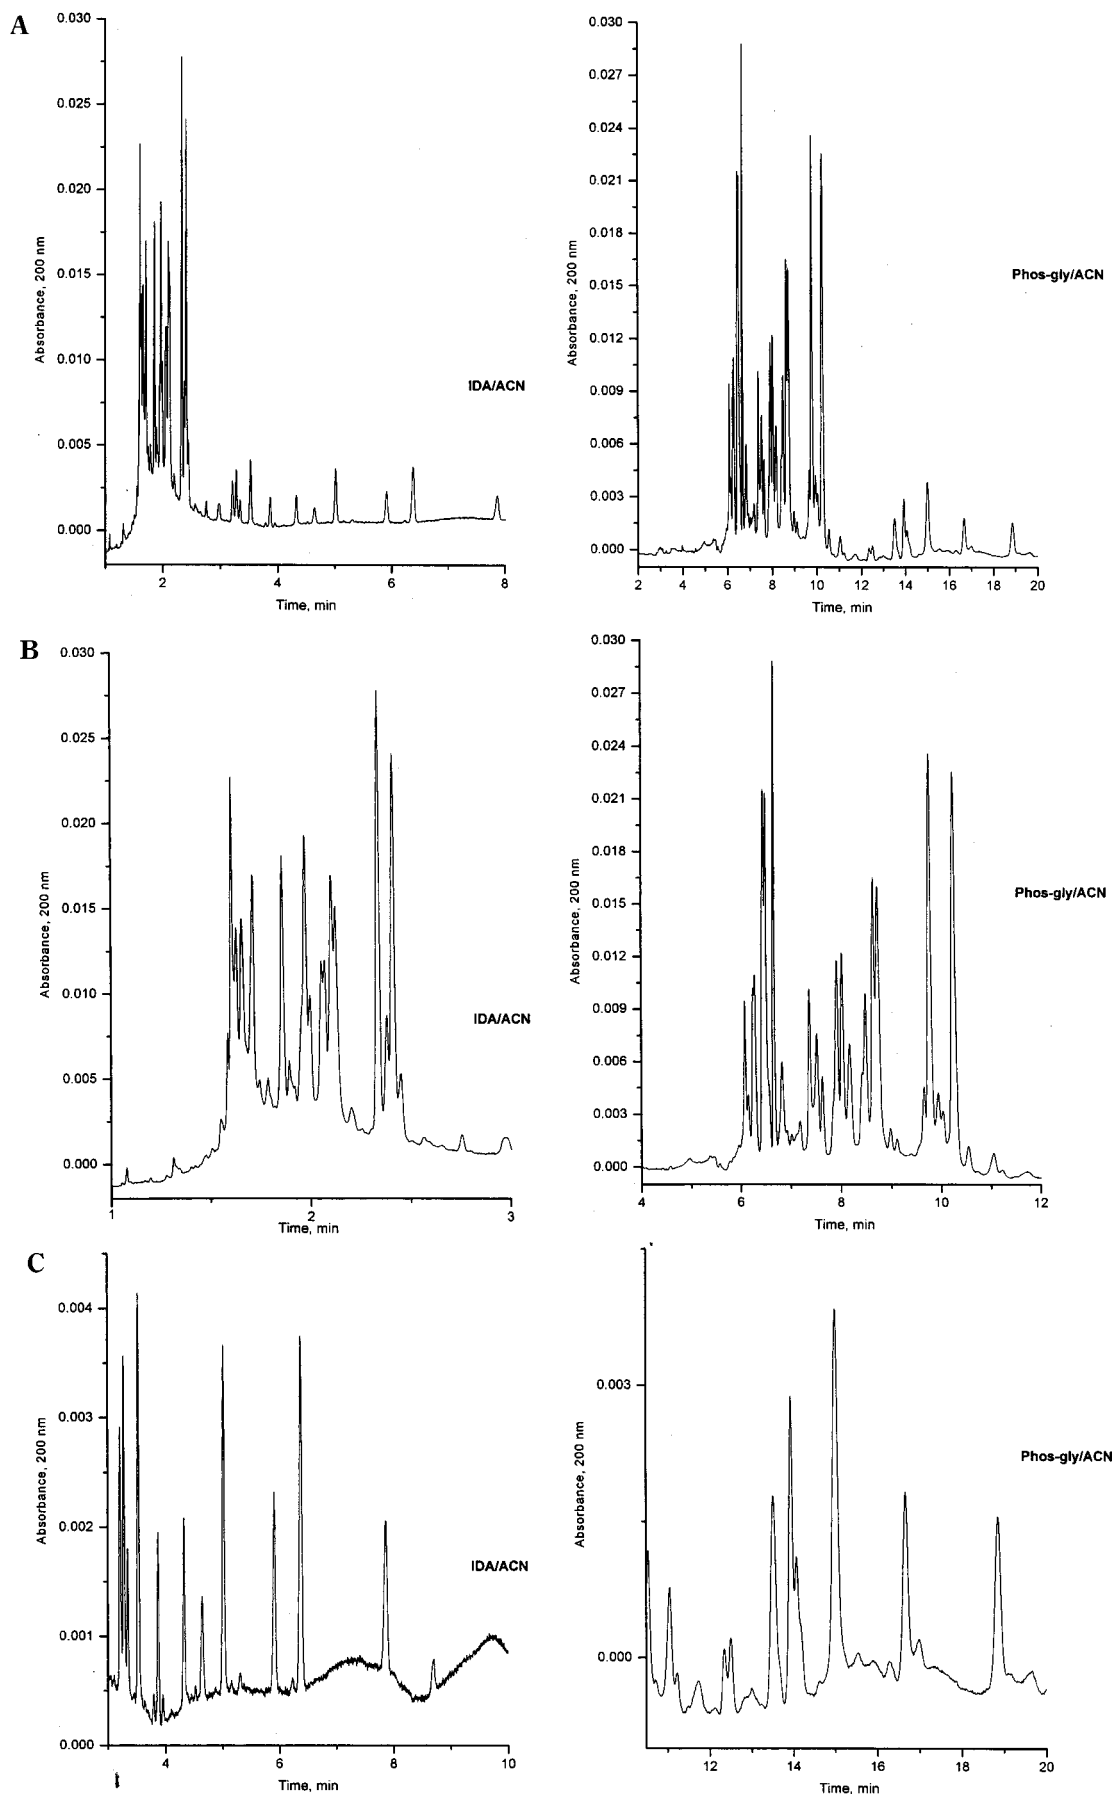 A
0.030
0.025
0.020
0.015
0.010
0.005
0.000
Absorbance, 200 nm
IDA/ACN
2 4 6 8
Time, min
0.030
0.027
0.024
0.021
0.018
0.015
0.012
0.009
0.006
0.003
0.000
Absorbance, 200 nm
Phos-gly/ACN
2 4 6 8 10 12 14 16 18 20
Time, min
B
0.030
0.025
0.020
0.015
0.010
0.005
0.000
Absorbance, 200 nm
IDA/ACN
1 2 3
Time, min
0.030
0.027
0.024
0.021
0.018
0.015
0.012
0.009
0.006
0.003
0.000
Absorbance, 200 nm
Phos-gly/ACN
4 6 8 10 12
Time, min
C
0.004
0.003
0.002
0.001
0.000
Absorbance, 200 nm
IDA/ACN
4 6 8 10
Time, min
0.003
0.000
Absorbance, 200 nm
Phos-gly/ACN
12 14 16 18 20
Time, min